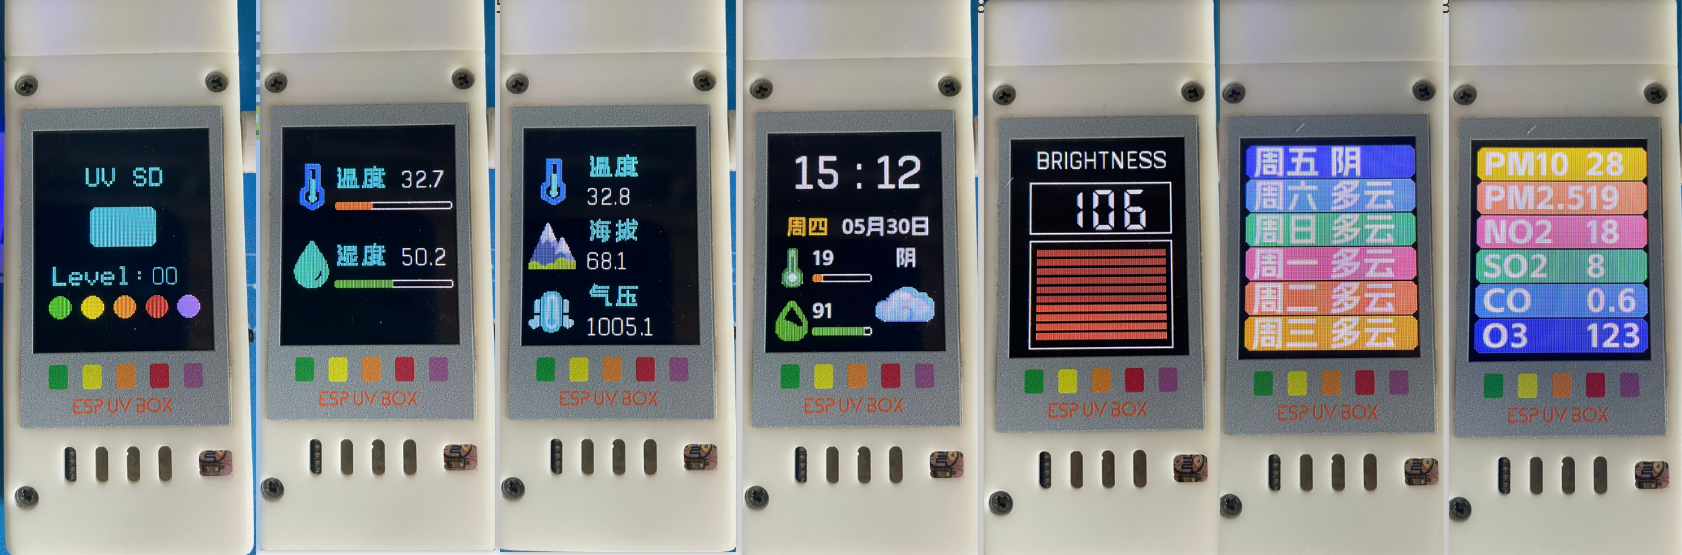 UV SD
Level: 00
ESP UV BOX
温度 32.7
湿度 50.2
ESP UV BOX
温度
32.8
海拔
68.1
气压
1005.1
ESP UV BOX
15 : 12
周四 05月30日
19 阴
91
ESP UV BOX
BRIGHTNESS
106
ESP UV BOX
周五 阴
周六 多云
周日 多云
周一 多云
周二 多云
周三 多云
ESP UV BOX
PM10 28
PM2.519
NO2 18
SO2 8
CO 0.6
O3 123
ESP UV BOX